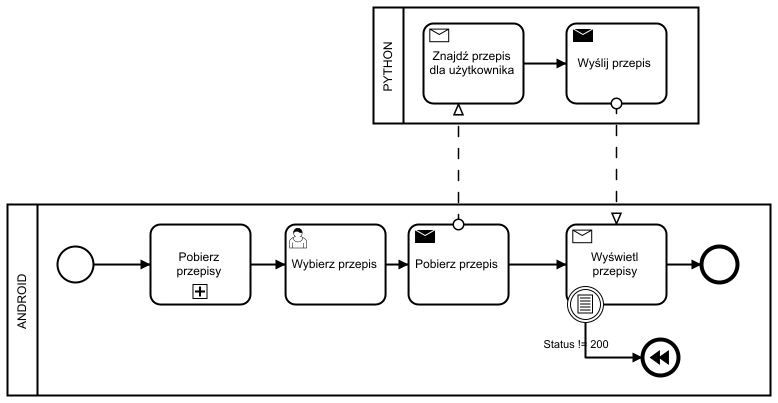 PYTHON
Znajdź przepis
dla użytkownika
Wyślij przepis
ANDROID
Pobierz
przepisy
Wybierz przepis
Pobierz przepis
Wyświetl
przepisy
Status != 200